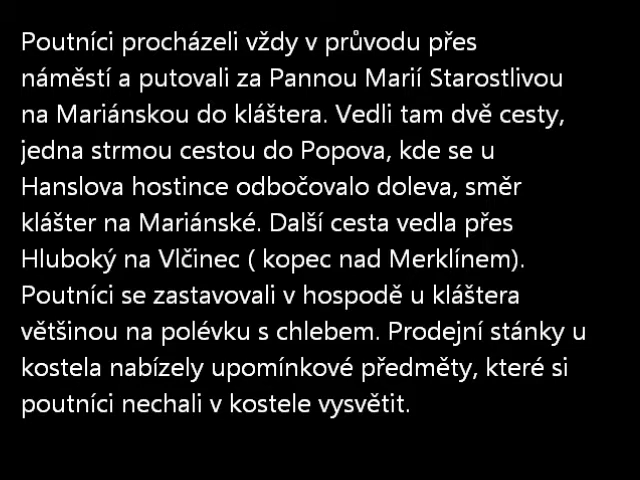 Poutníci procházeli vždy v průvodu přes
náměstí a putovali za Pannou Marií Starostlivou
na Mariánskou do kláštera. Vedli tam dvě cesty,
jedna strmou cestou do Popova, kde se u
Hanslova hostince odbočovalo doleva, směr
klášter na Mariánské. Další cesta vedla přes
Hluboký na Vlčinec ( kopec nad Merklínem).
Poutníci se zastavovali v hospodě u kláštera
většinou na polévku s chlebem. Prodejní stánky u
kostela nabízely upomínkové předměty, které si
poutníci nechali v kostele vysvětit.